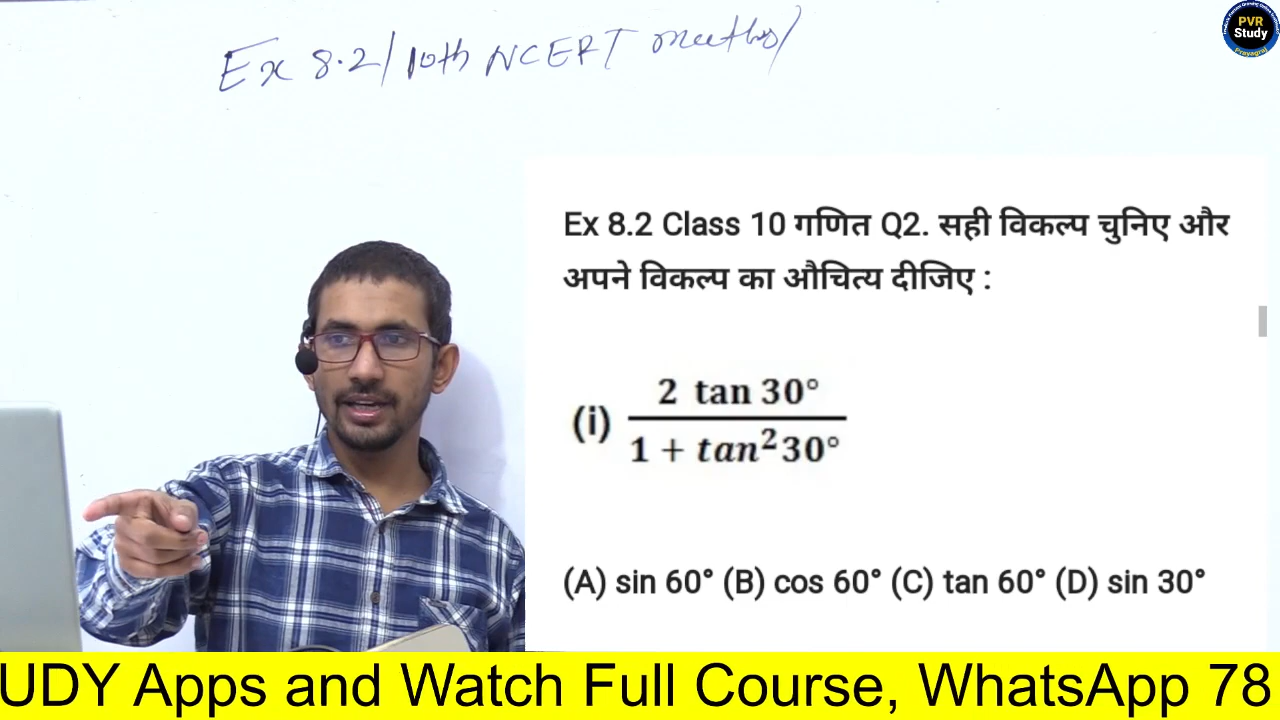 Ex 8.2/10th NCERT maths/
PVR
Study
Prayagraj
Ex 8.2 Class 10 गणित Q2. सही विकल्प चुनिए और
अपने विकल्प का औचित्य दीजिए :
(i) 2 tan 30°
1 + tan²30°
(A) sin 60° (B) cos 60° (C) tan 60° (D) sin 30°
UDY Apps and Watch Full Course, WhatsApp 78